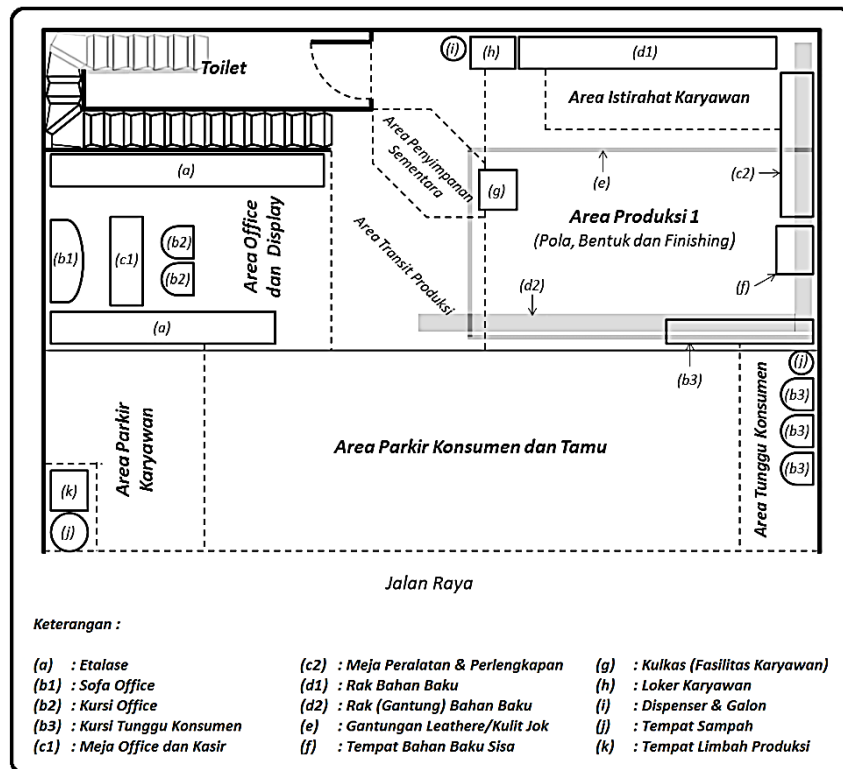 Toilet
(i)
(h)
(d1)
Area Istirahat Karyawan
(a)
Area Penyimpanan
Sementara
(g)
(e)
(c2)
Area Produksi 1
(Pola, Bentuk dan Finishing)
(b1)
(c1)
(b2)
(b2)
Area Office
dan Display
Area Transit Produksi
(d2)
(f)
(a)
(b3)
(j)
(b3)
(b3)
(b3)
Area Parkir
Karyawan
Area Parkir Konsumen dan Tamu
Area Tunggu Konsumen
(k)
(j)
Jalan Raya
Keterangan :
(a) : Etalase
(b1) : Sofa Office
(b2) : Kursi Office
(b3) : Kursi Tunggu Konsumen
(c1) : Meja Office dan Kasir
(c2) : Meja Peralatan & Perlengkapan
(d1) : Rak Bahan Baku
(d2) : Rak (Gantung) Bahan Baku
(e) : Gantungan Leathere/Kulit Jok
(f) : Tempat Bahan Baku Sisa
(g) : Kulkas (Fasilitas Karyawan)
(h) : Loker Karyawan
(i) : Dispenser & Galon
(j) : Tempat Sampah
(k) : Tempat Limbah Produksi